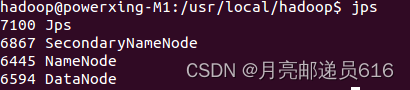 hadoop@powerxing-M1:/usr/local/hadoop$ jps
7100 Jps
6867 SecondaryNameNode
6445 NameNode
6594 DataNode
CSDN @月亮邮递员616